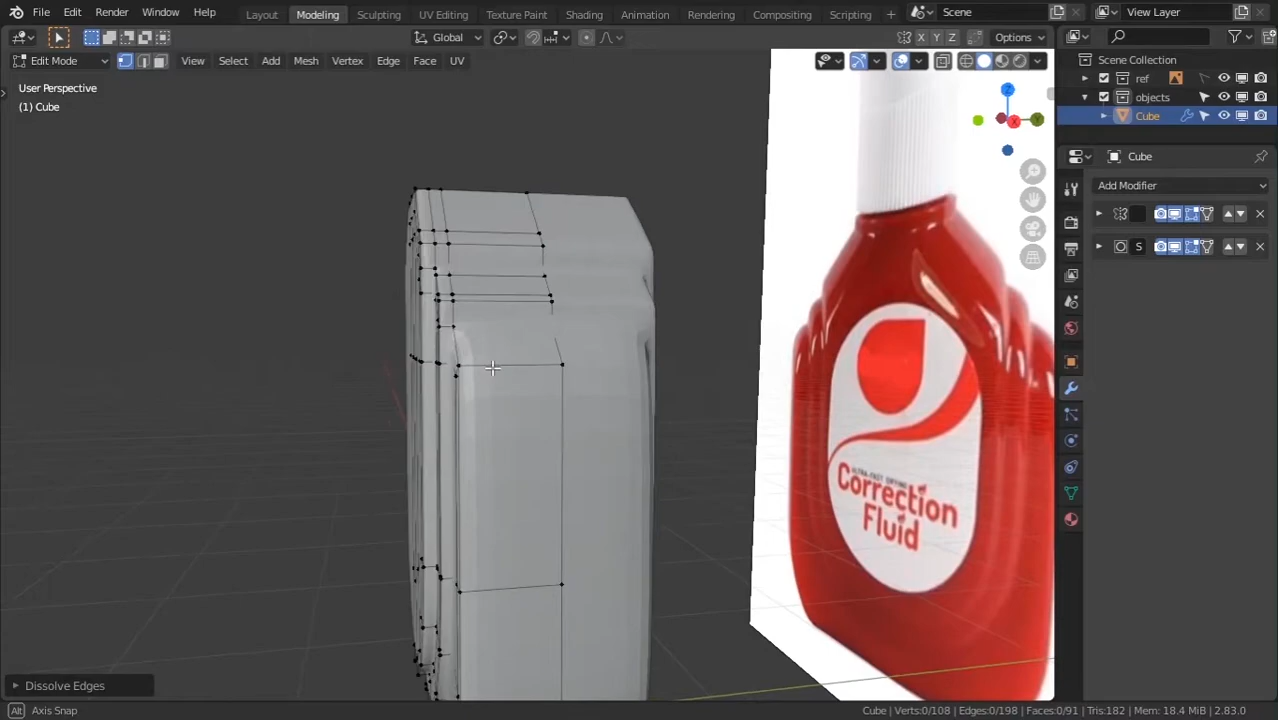 File Edit Render Window Help Layout Modeling Sculpting UV Editing Texture Paint Shading Animation Rendering Compositing Scripting + Scene View Layer
Global X Y Z Options
Edit Mode View Select Add Mesh Vertex Edge Face UV
User Perspective
(1) Cube
Scene Collection
ref
objects
Cube
Cube
Add Modifier
S
Z
X
Y
Correction
Fluid
Dissolve Edges
Alt Axis Snap
Cube | Verts:0/108 | Edges:0/198 | Faces:0/91 | Tris:182 | Mem: 18.4 MiB | 2.83.0